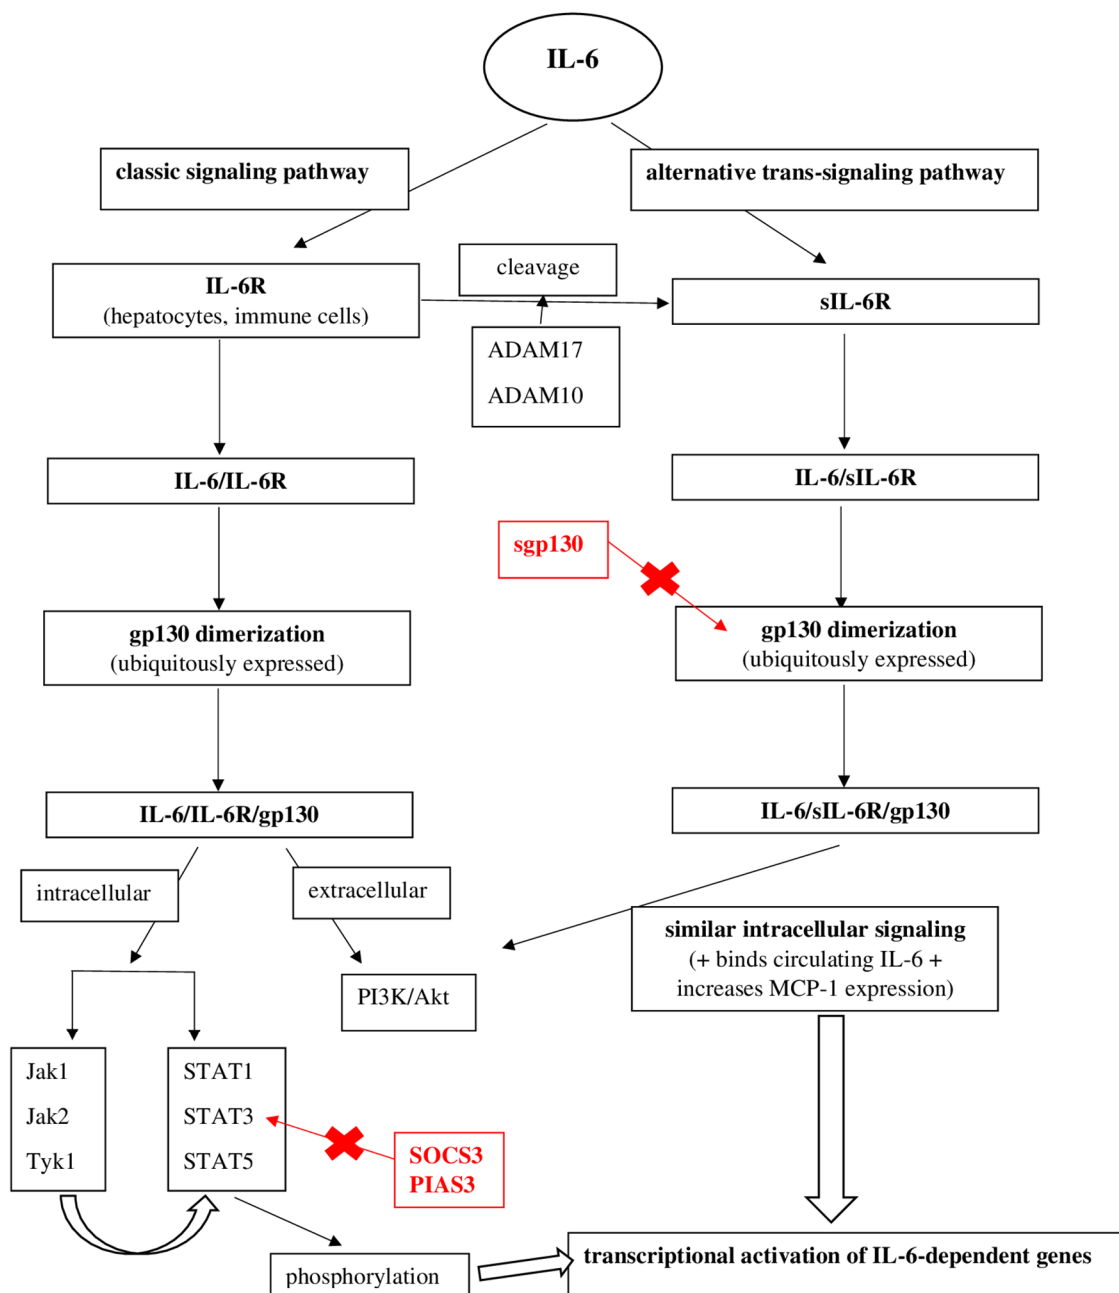 IL-6
classic signaling pathway
alternative trans-signaling pathway
IL-6R
(hepatocytes, immune cells)
cleavage
sIL-6R
ADAM17
ADAM10
IL-6/IL-6R
IL-6/sIL-6R
sgp130
gp130 dimerization
(ubiquitously expressed)
gp130 dimerization
(ubiquitously expressed)
IL-6/IL-6R/gp130
IL-6/sIL-6R/gp130
intracellular
extracellular
similar intracellular signaling
(+ binds circulating IL-6 +
increases MCP-1 expression)
PI3K/Akt
Jak1
Jak2
Tyk1
STAT1
STAT3
STAT5
SOCS3
PIAS3
phosphorylation
transcriptional activation of IL-6-dependent genes